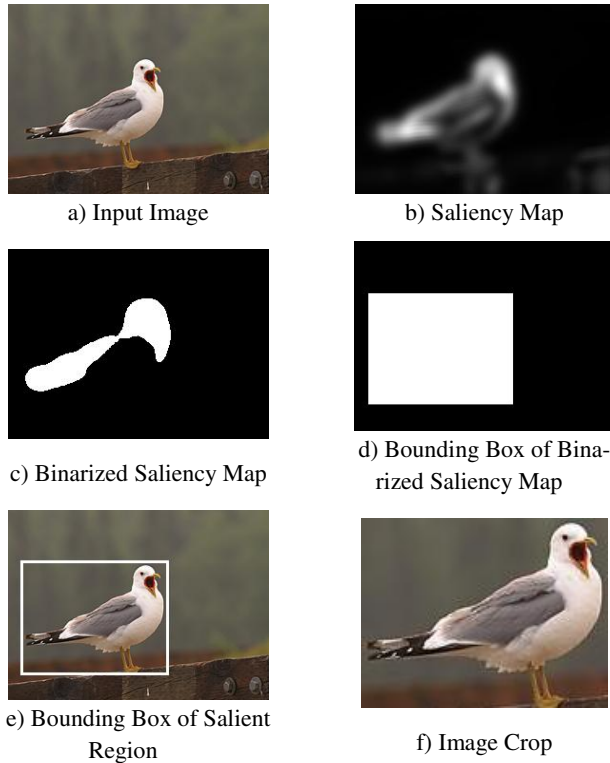 a) Input Image
b) Saliency Map
c) Binarized Saliency Map
d) Bounding Box of Bina-
rized Saliency Map
e) Bounding Box of Salient
Region
f) Image Crop